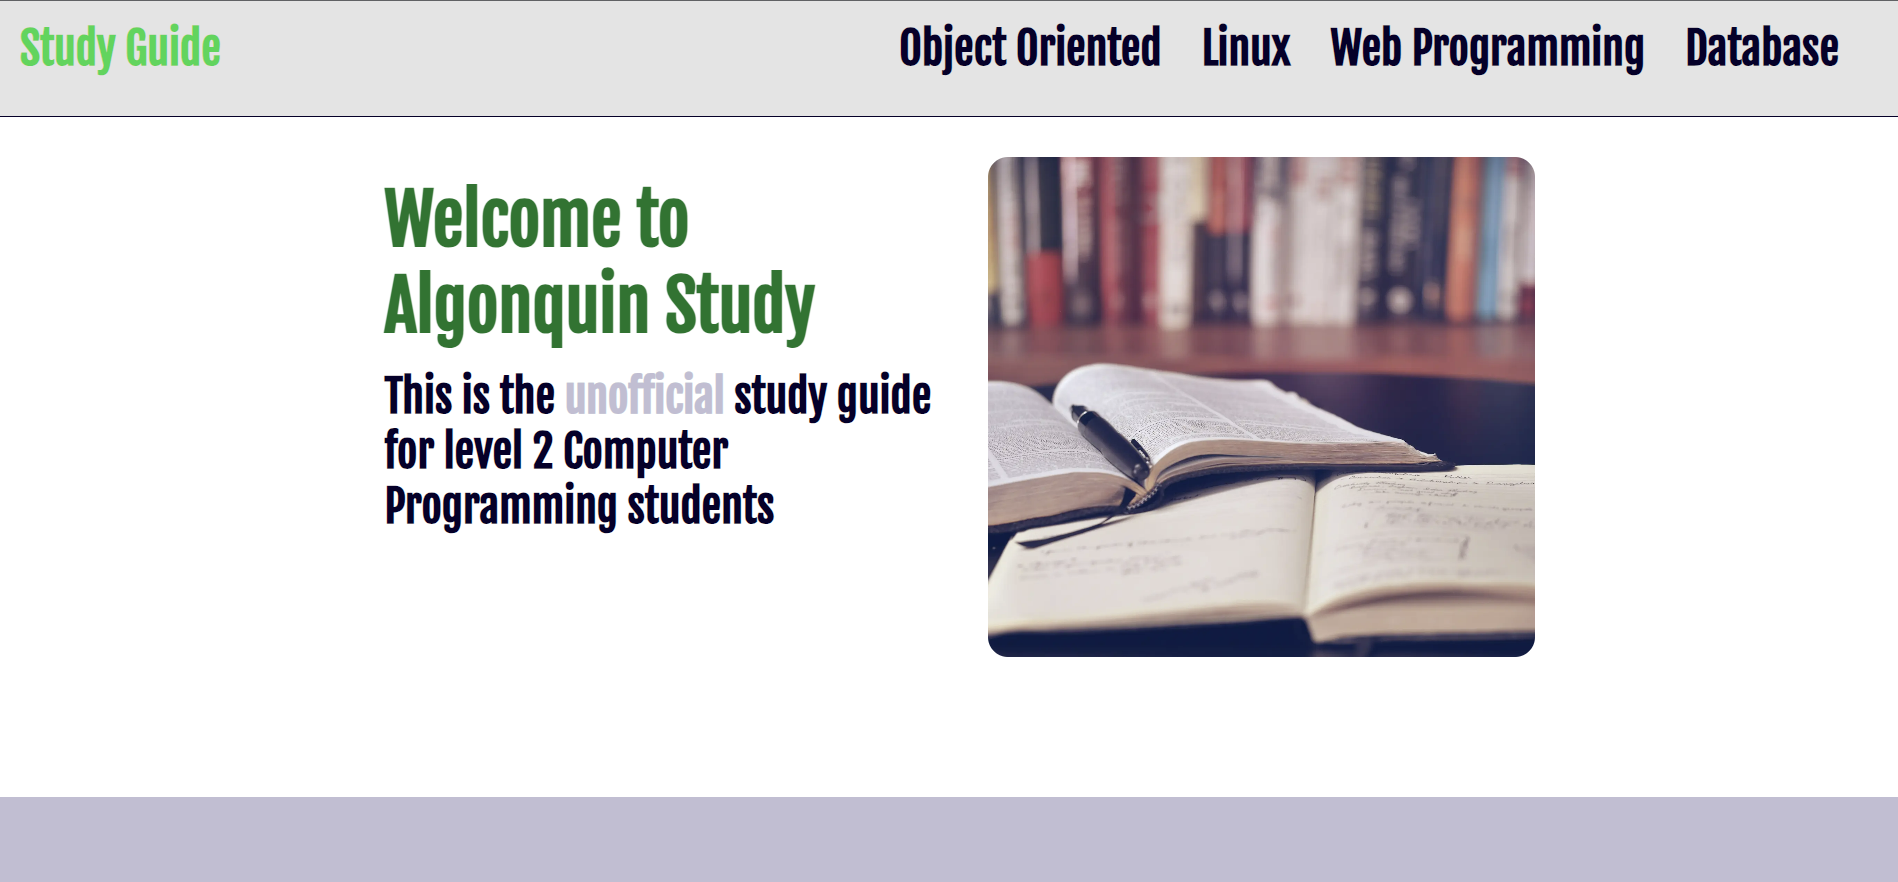 Study Guide
Object Oriented Linux Web Programming Database
Welcome to
Algonquin Study
This is the unofficial study guide
for level 2 Computer
Programming students